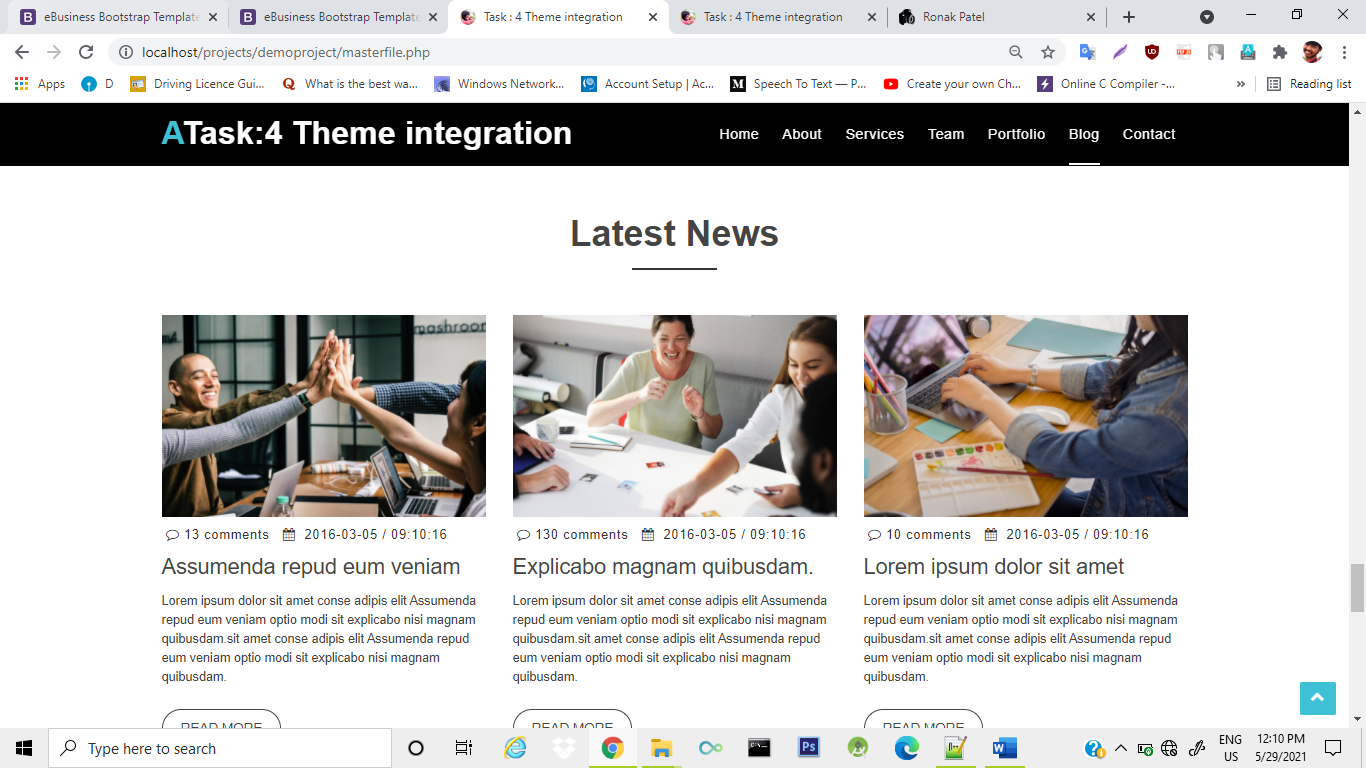 eBusiness Bootstrap Template
eBusiness Bootstrap Template
Task : 4 Theme integration
Task : 4 Theme integration
Ronak Patel
localhost/projects/demoproject/masterfile.php
Apps
D
Driving Licence Gui...
What is the best wa...
Windows Network...
Account Setup | Ac...
Speech To Text — P...
Create your own Ch...
Online C Compiler -...
»
Reading list
ATask:4 Theme integration
Home About Services Team Portfolio Blog Contact
Latest News
mashroom
13 comments 2016-03-05 / 09:10:16
Assumenda repud eum veniam
Lorem ipsum dolor sit amet conse adipis elit Assumenda
repud eum veniam optio modi sit explicabo nisi magnam
quibusdam.sit amet conse adipis elit Assumenda repud
eum veniam optio modi sit explicabo nisi magnam
quibusdam.
READ MORE
130 comments 2016-03-05 / 09:10:16
Explicabo magnam quibusdam.
Lorem ipsum dolor sit amet conse adipis elit Assumenda
repud eum veniam optio modi sit explicabo nisi magnam
quibusdam.sit amet conse adipis elit Assumenda repud
eum veniam optio modi sit explicabo nisi magnam
quibusdam.
READ MORE
10 comments 2016-03-05 / 09:10:16
Lorem ipsum dolor sit amet
Lorem ipsum dolor sit amet conse adipis elit Assumenda
repud eum veniam optio modi sit explicabo nisi magnam
quibusdam.sit amet conse adipis elit Assumenda repud
eum veniam optio modi sit explicabo nisi magnam
quibusdam.
READ MORE
Type here to search
Ps
ENG
US
12:10 PM
5/29/2021